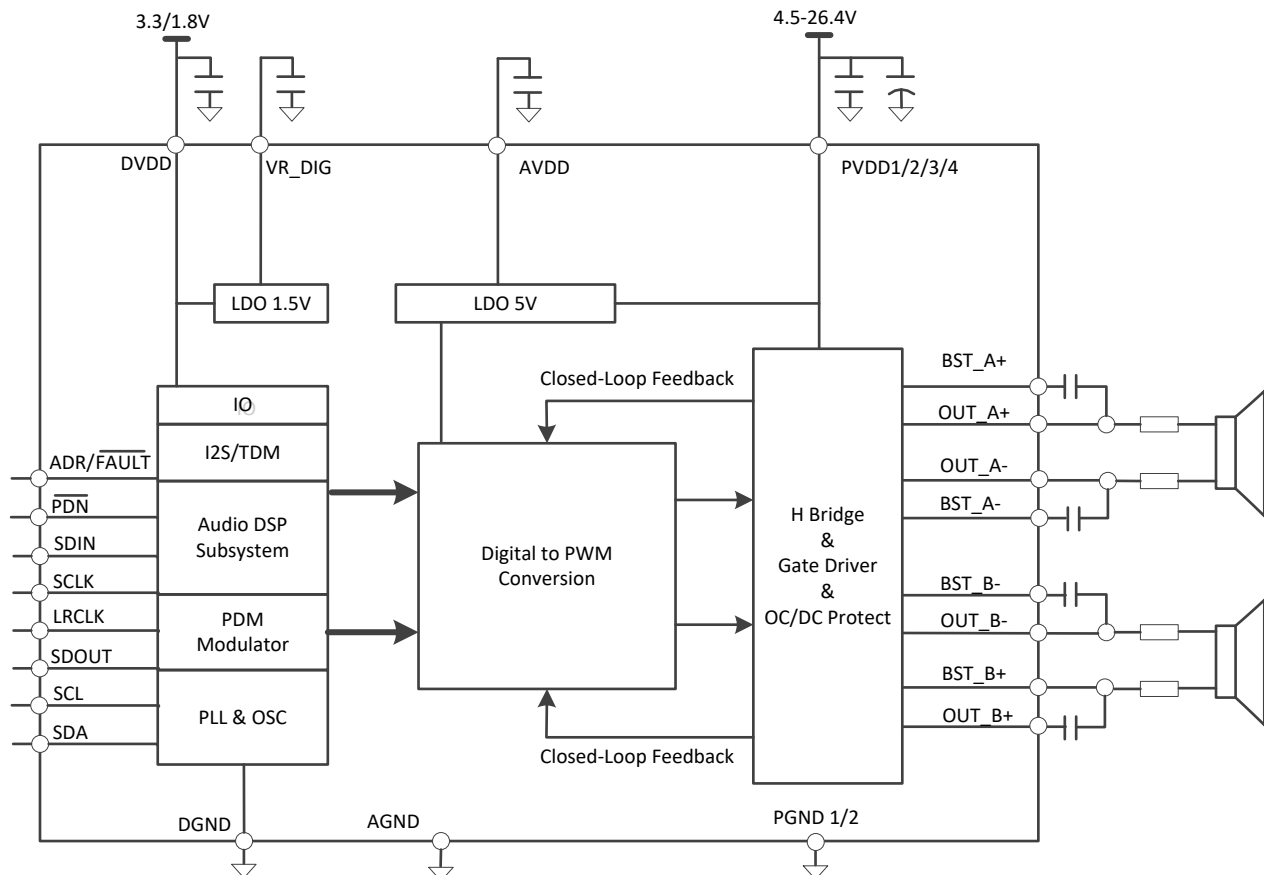 3.3/1.8V
4.5-26.4V
DVDD
VR_DIG
AVDD
PVDD1/2/3/4
LDO 1.5V
LDO 5V
IO
I2S/TDM
Audio DSP
Subsystem
PDM
Modulator
PLL & OSC
ADR/FAULT
PDN
SDIN
SCLK
LRCLK
SDOUT
SCL
SDA
Closed-Loop Feedback
Digital to PWM
Conversion
Closed-Loop Feedback
H Bridge
&
Gate Driver
&
OC/DC Protect
BST_A+
OUT_A+
OUT_A-
BST_A-
BST_B-
OUT_B-
BST_B+
OUT_B+
DGND
AGND
PGND 1/2